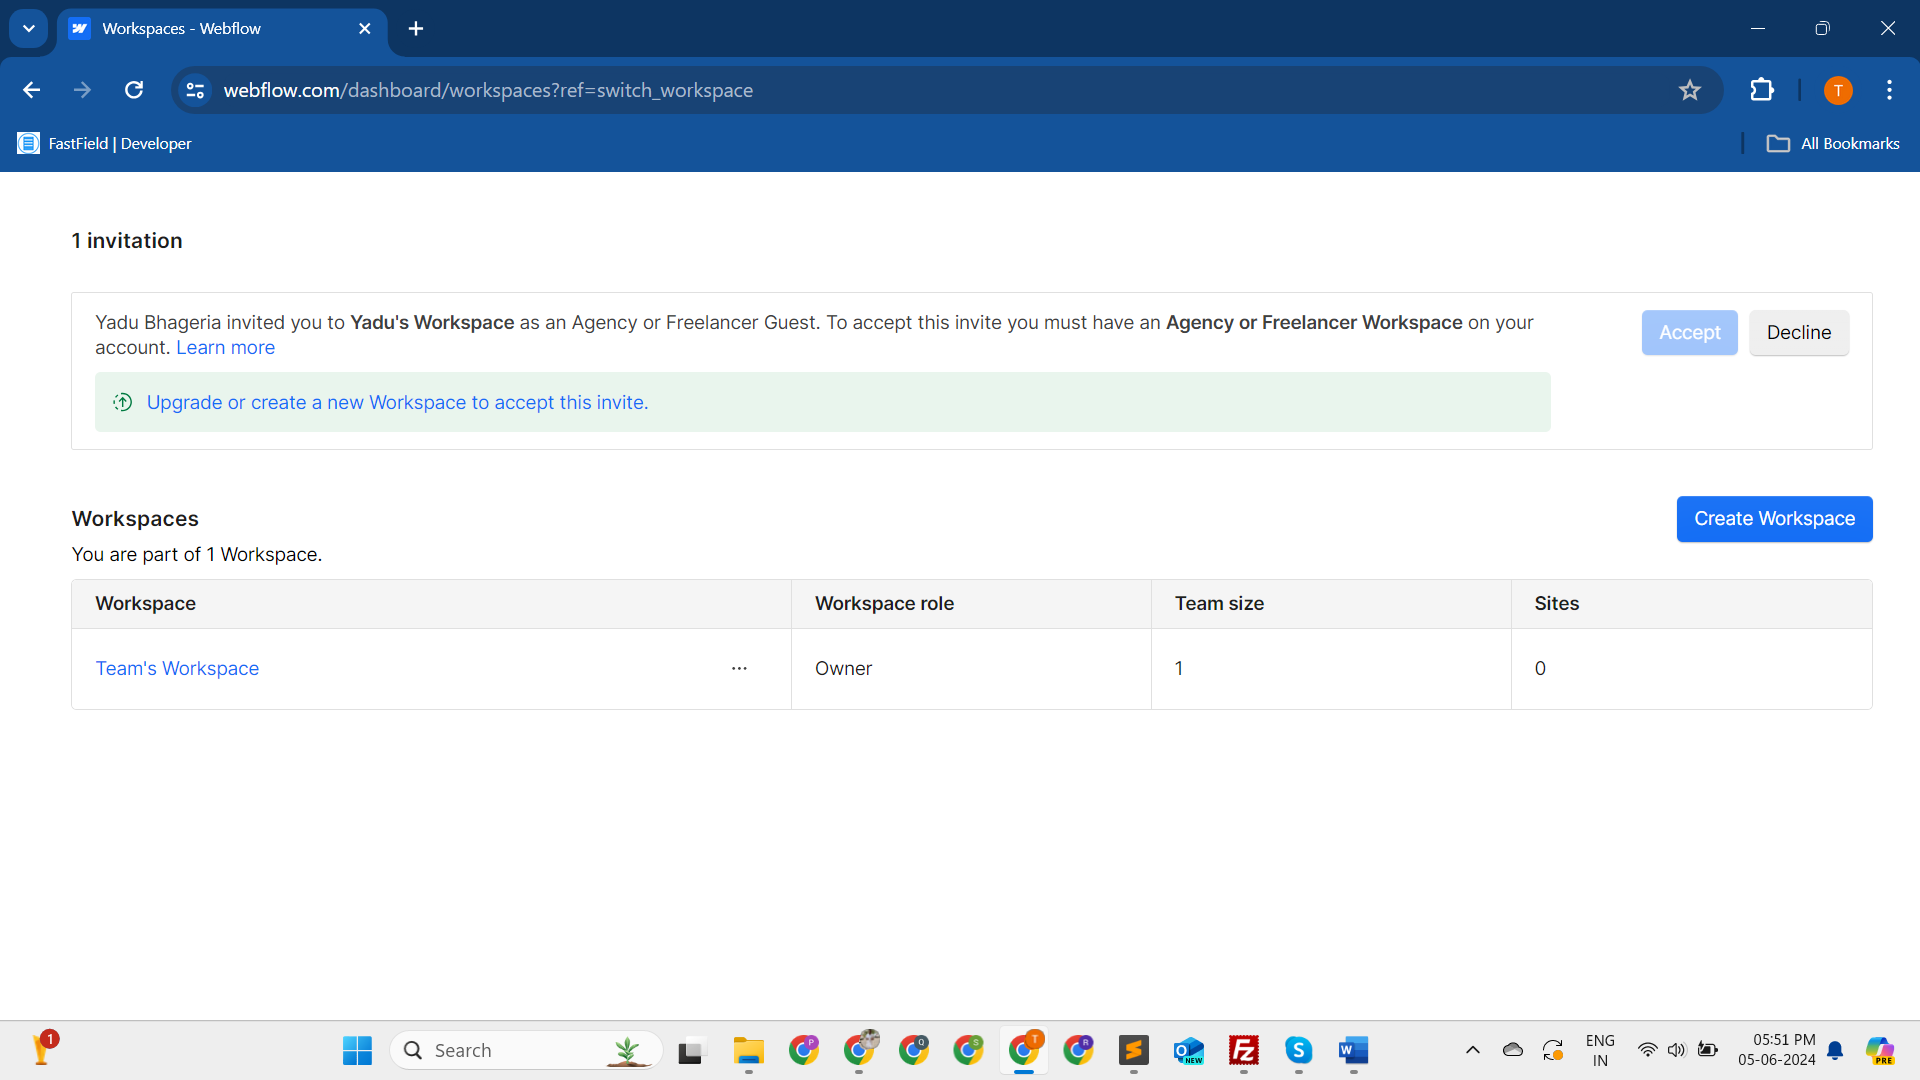 Workspaces - Webflow
webflow.com/dashboard/workspaces?ref=switch_workspace
T
FastField | Developer
All Bookmarks
1 invitation
Yadu Bhageria invited you to Yadu's Workspace as an Agency or Freelancer Guest. To accept this invite you must have an Agency or Freelancer Workspace on your
account. Learn more
Accept
Decline
Upgrade or create a new Workspace to accept this invite.
Workspaces
Create Workspace
You are part of 1 Workspace.
Workspace Workspace role Team size Sites
Team's Workspace ... Owner 1 0
1
Search
P
Q
S
T
R
S
O
NEW
Fz
S
W
ENG
IN
05:51 PM
05-06-2024
PRE